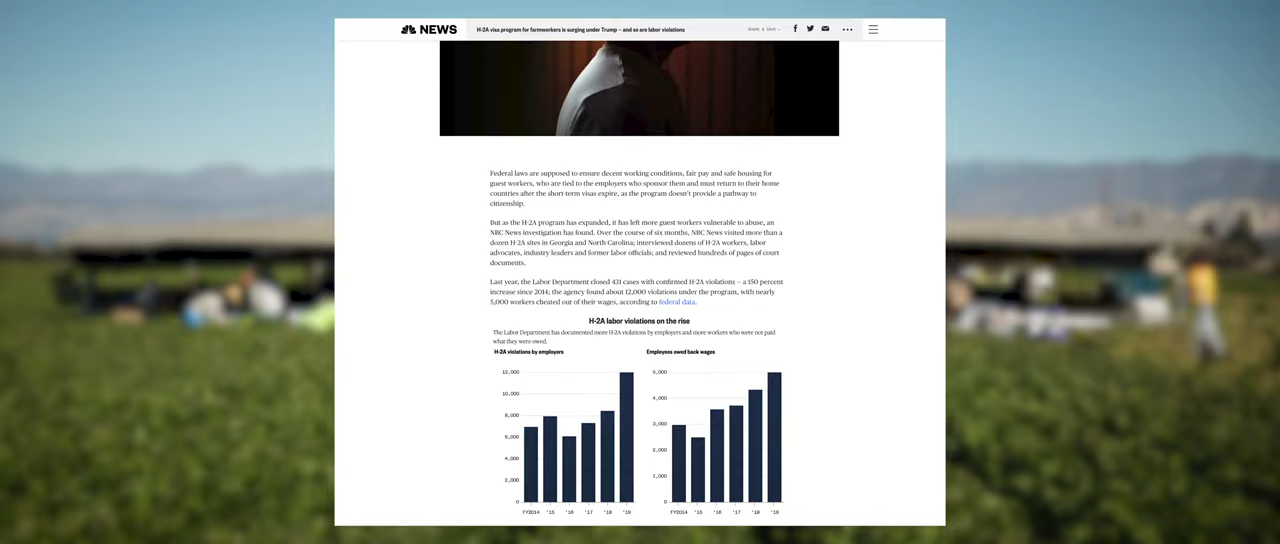 NEWS
H-2A visa program for farmworkers is surging under Trump — and so are labor violations
SHARE & SAVE —
Federal laws are supposed to ensure decent working conditions, fair pay and safe housing for
guest workers, who are tied to the employers who sponsor them and must return to their home
countries after the short-term visas expire, as the program doesn't provide a pathway to
citizenship.
But as the H-2A program has expanded, it has left more guest workers vulnerable to abuse, an
NBC News investigation has found. Over the course of six months, NBC News visited more than a
dozen H-2A sites in Georgia and North Carolina; interviewed dozens of H-2A workers, labor
advocates, industry leaders and former labor officials; and reviewed hundreds of pages of court
documents.
Last year, the Labor Department closed 431 cases with confirmed H-2A violations — a 150 percent
increase since 2014; the agency found about 12,000 violations under the program, with nearly
5,000 workers cheated out of their wages, according to federal data.
H-2A labor violations on the rise
The Labor Department has documented more H-2A violations by employers and more workers who were not paid
what they were owed.
H-2A violations by employers
12,000
10,000
8,000
6,000
4,000
2,000
0
FY2014 '15 '16 '17 '18 '19
Employees owed back wages
5,000
4,000
3,000
2,000
1,000
0
FY2014 '15 '16 '17 '18 '19